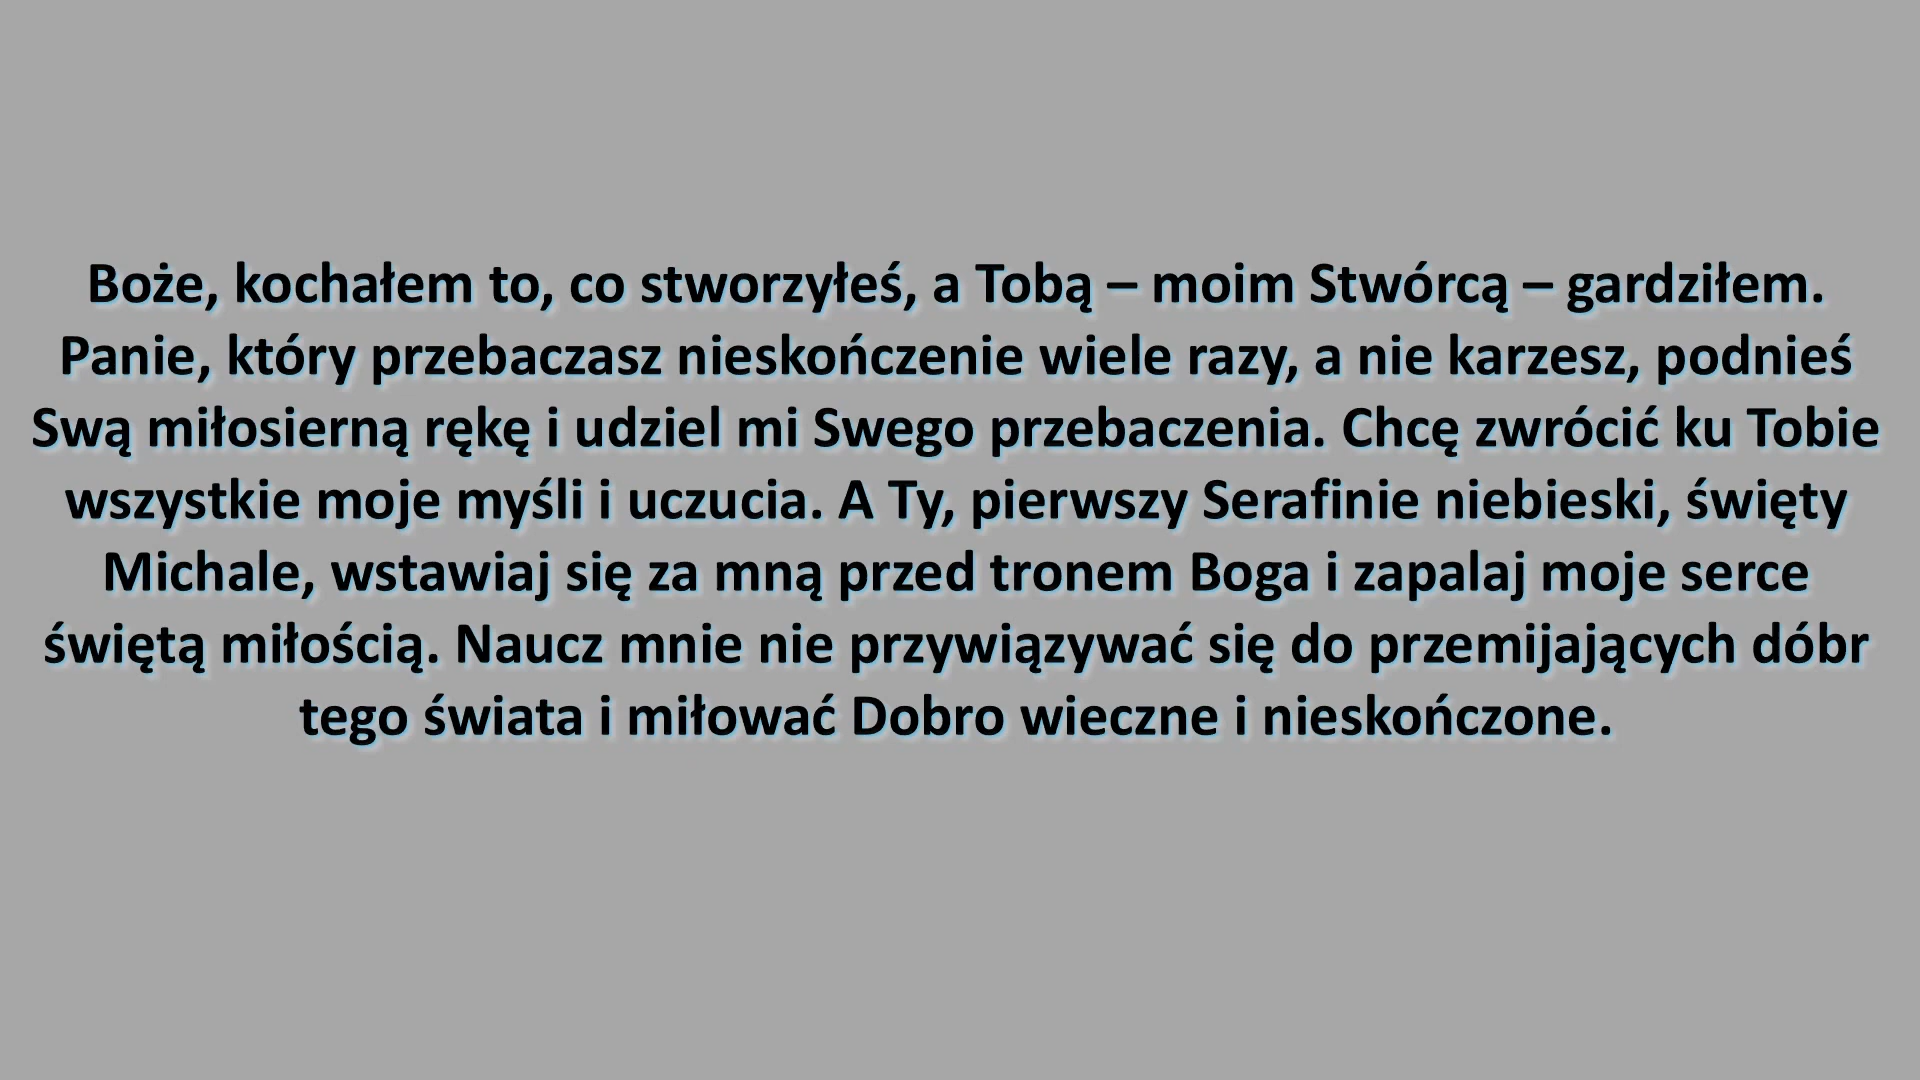 Boże, kochałem to, co stworzyłeś, a Tobą – moim Stwórcą – gardziłem.
Panie, który przebaczasz nieskończenie wiele razy, a nie karzesz, podnieś
Swą miłosierną rękę i udziel mi Swego przebaczenia. Chcę zwrócić ku Tobie
wszystkie moje myśli i uczucia. A Ty, pierwszy Serafinie niebieski, święty
Michale, wstawiaj się za mną przed tronem Boga i zapalaj moje serce
świętą miłością. Naucz mnie nie przywiązywać się do przemijających dóbr
tego świata i miłować Dobro wieczne i nieskończone.